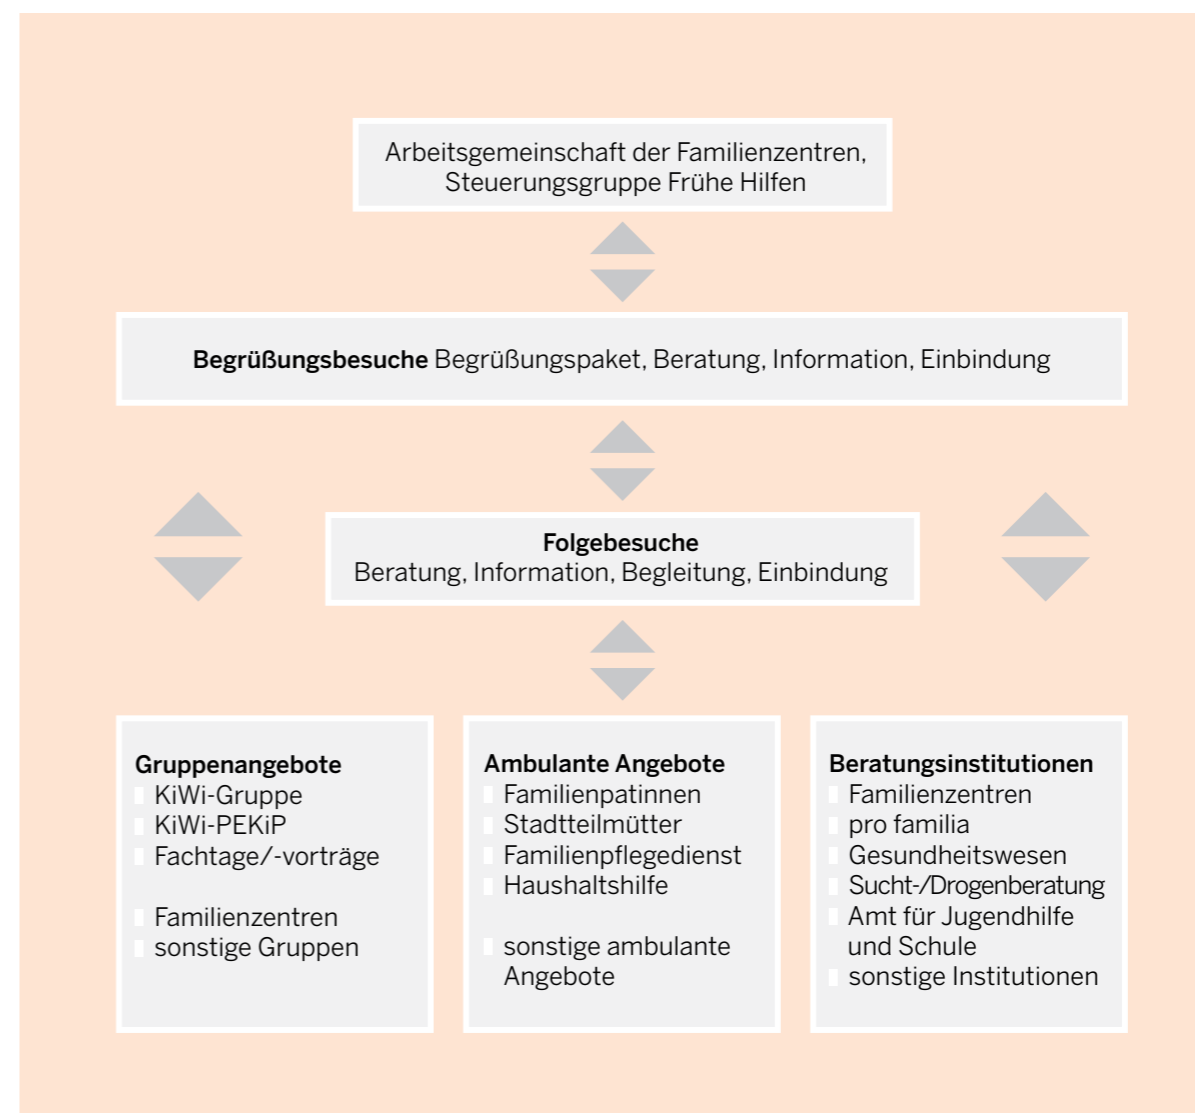 Arbeitsgemeinschaft der Familienzentren,
Steuerungsgruppe Frühe Hilfen
Begrüßungsbesuche Begrüßungspaket, Beratung, Information, Einbindung
Folgebesuche
Beratung, Information, Begleitung, Einbindung
Gruppenangebote
KiWi-Gruppe
KiWi-PEKiP
Fachtage/-vorträge
Familienzentren
sonstige Gruppen
Ambulante Angebote
Familienpatinnen
Stadtteilmütter
Familienpflegedienst
Haushaltshilfe
sonstige ambulante
Angebote
Beratungsinstitutionen
Familienzentren
pro familia
Gesundheitswesen
Sucht-/Drogenberatung
Amt für Jugendhilfe
und Schule
sonstige Institutionen